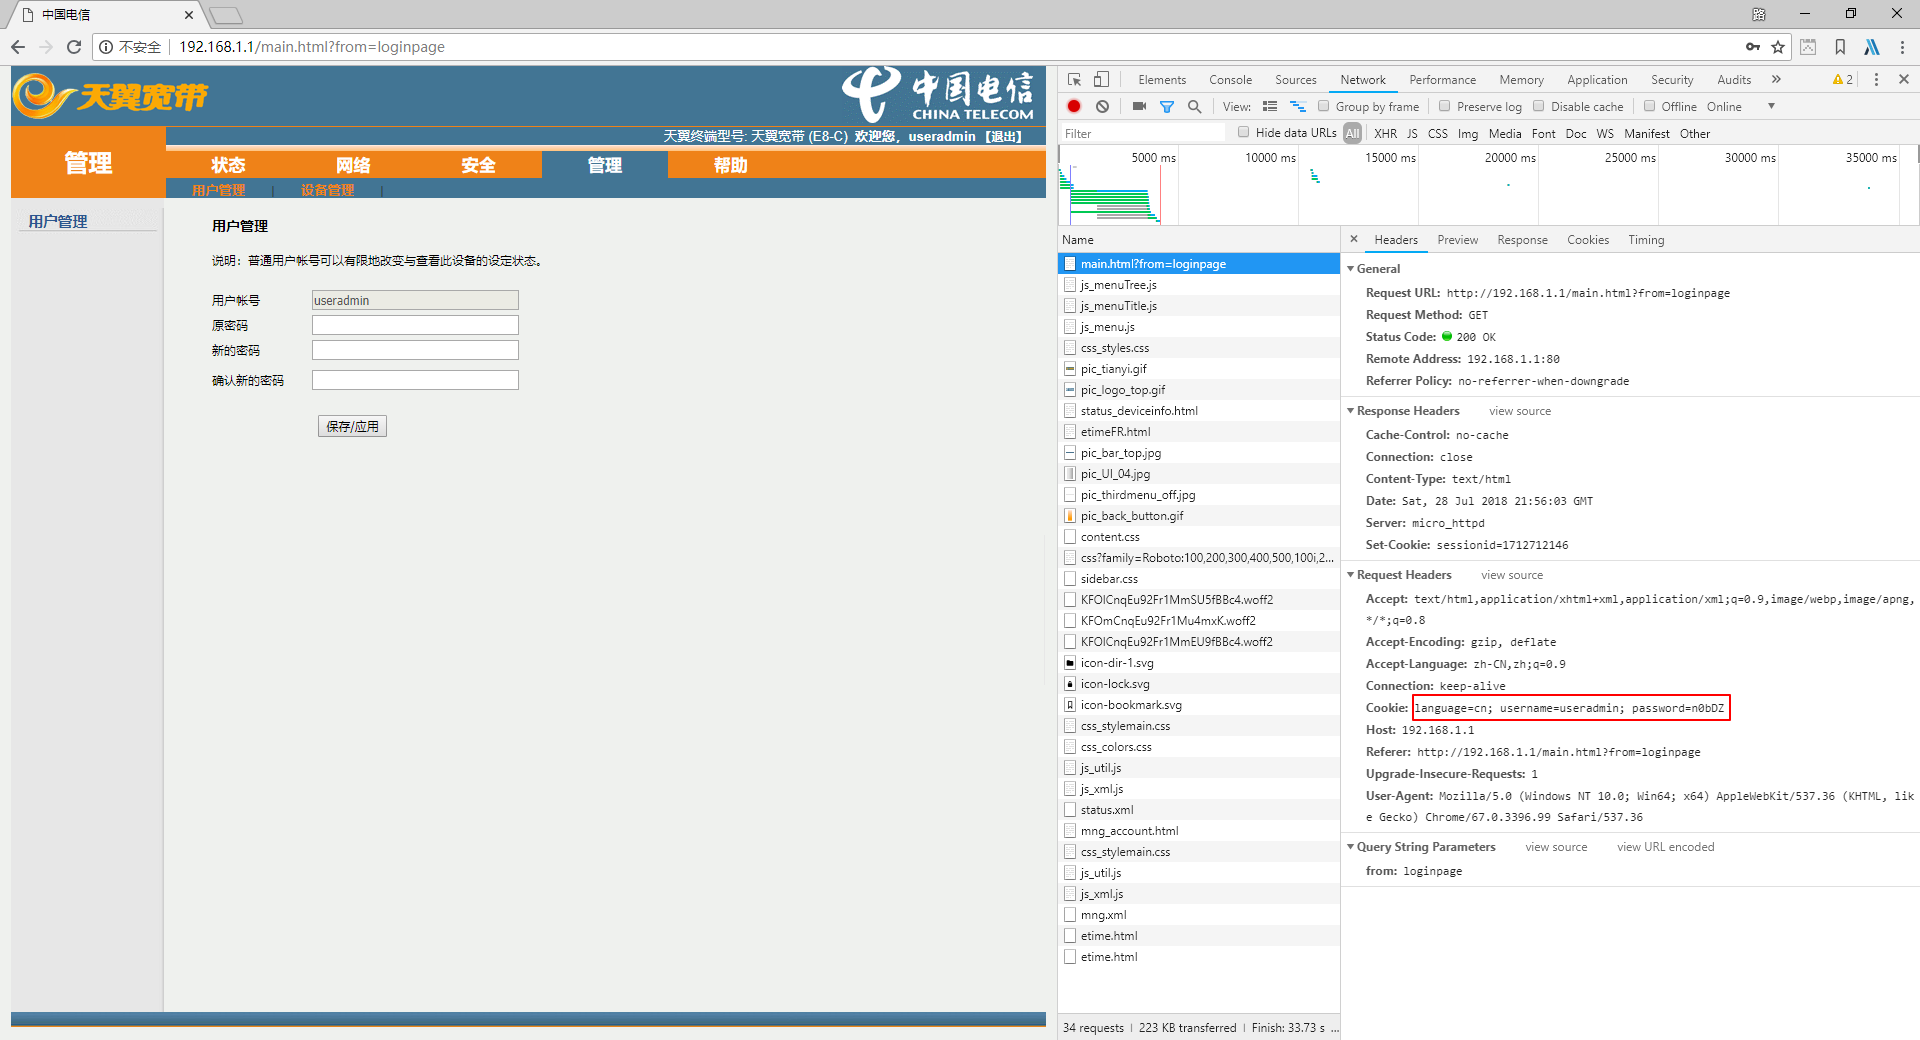 中国电信
不安全 192.168.1.1/main.html?from=loginpage
天翼宽带
中国电信
CHINA TELECOM
天翼终端型号: 天翼宽带 (E8-C) 欢迎您，useradmin 【退出】
管理
状态 网络 安全 管理 帮助
用户管理 | 设备管理 |
用户管理
用户管理
说明：普通用户帐号可以有限地改变与查看此设备的设定状态。
用户帐号 useradmin
原密码
新的密码
确认新的密码
保存/应用
Elements Console Sources Network Performance Memory Application Security Audits » 2
View: Group by frame Preserve log Disable cache Offline Online
Filter Hide data URLs All XHR JS CSS Img Media Font Doc WS Manifest Other
5000 ms 10000 ms 15000 ms 20000 ms 25000 ms 30000 ms 35000 ms
Name
main.html?from=loginpage
js_menuTree.js
js_menuTitle.js
js_menu.js
css_styles.css
pic_tianyi.gif
pic_logo_top.gif
status_deviceinfo.html
etimeFR.html
pic_bar_top.jpg
pic_UI_04.jpg
pic_thirdmenu_off.jpg
pic_back_button.gif
content.css
css?family=Roboto:100,200,300,400,500,100i,2...
sidebar.css
KFOlCnqEu92Fr1MmSU5fBBc4.woff2
KFOmCnqEu92Fr1Mu4mxK.woff2
KFOlCnqEu92Fr1MmEU9fBBc4.woff2
icon-dir-1.svg
icon-lock.svg
icon-bookmark.svg
css_stylemain.css
css_colors.css
js_util.js
js_xml.js
status.xml
mng_account.html
css_stylemain.css
js_util.js
js_xml.js
mng.xml
etime.html
etime.html
34 requests | 223 KB transferred | Finish: 33.73 s ...
Headers Preview Response Cookies Timing
General
Request URL: http://192.168.1.1/main.html?from=loginpage
Request Method: GET
Status Code: 200 OK
Remote Address: 192.168.1.1:80
Referrer Policy: no-referrer-when-downgrade
Response Headers view source
Cache-Control: no-cache
Connection: close
Content-Type: text/html
Date: Sat, 28 Jul 2018 21:56:03 GMT
Server: micro_httpd
Set-Cookie: sessionid=1712712146
Request Headers view source
Accept: text/html,application/xhtml+xml,application/xml;q=0.9,image/webp,image/apng,
*/*;q=0.8
Accept-Encoding: gzip, deflate
Accept-Language: zh-CN,zh;q=0.9
Connection: keep-alive
Cookie: language=cn; username=useradmin; password=n0bDZ
Host: 192.168.1.1
Referer: http://192.168.1.1/main.html?from=loginpage
Upgrade-Insecure-Requests: 1
User-Agent: Mozilla/5.0 (Windows NT 10.0; Win64; x64) AppleWebKit/537.36 (KHTML, lik
e Gecko) Chrome/67.0.3396.99 Safari/537.36
Query String Parameters view source view URL encoded
from: loginpage